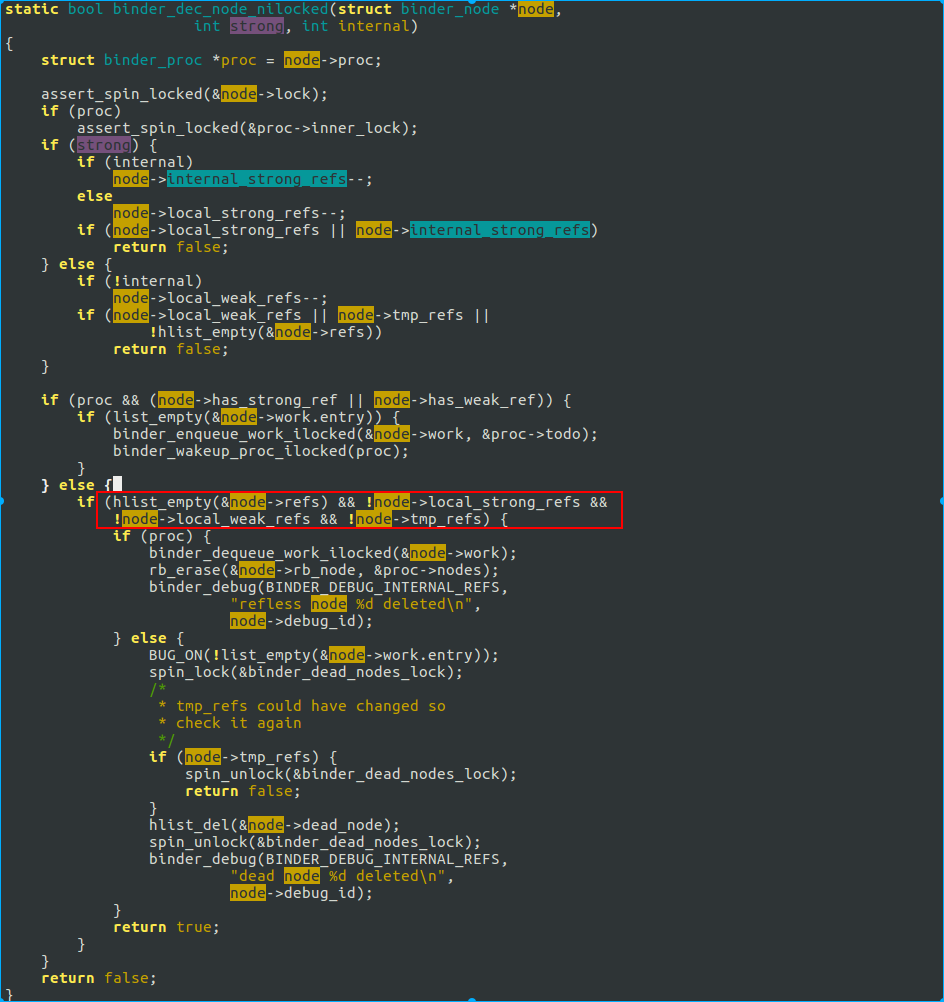 static bool binder_dec_node_nilocked(struct binder_node *node,
                     int strong, int internal)
{
    struct binder_proc *proc = node->proc;

    assert_spin_locked(&node->lock);
    if (proc)
        assert_spin_locked(&proc->inner_lock);
    if (strong) {
        if (internal)
            node->internal_strong_refs--;
        else
            node->local_strong_refs--;
        if (node->local_strong_refs || node->internal_strong_refs)
            return false;
    } else {
        if (!internal)
            node->local_weak_refs--;
        if (node->local_weak_refs || node->tmp_refs ||
                !hlist_empty(&node->refs))
            return false;
    }

    if (proc && (node->has_strong_ref || node->has_weak_ref)) {
        if (list_empty(&node->work.entry)) {
            binder_enqueue_work_ilocked(&node->work, &proc->todo);
            binder_wakeup_proc_ilocked(proc);
        }
    } else {
        if (hlist_empty(&node->refs) && !node->local_strong_refs &&
            !node->local_weak_refs && !node->tmp_refs) {
            if (proc) {
                binder_dequeue_work_ilocked(&node->work);
                rb_erase(&node->rb_node, &proc->nodes);
                binder_debug(BINDER_DEBUG_INTERNAL_REFS,
                         "refless node %d deleted\n",
                         node->debug_id);
            } else {
                BUG_ON(!list_empty(&node->work.entry));
                spin_lock(&binder_dead_nodes_lock);
                /*
                 * tmp_refs could have changed so
                 * check it again
                 */
                if (node->tmp_refs) {
                    spin_unlock(&binder_dead_nodes_lock);
                    return false;
                }
                hlist_del(&node->dead_node);
                spin_unlock(&binder_dead_nodes_lock);
                binder_debug(BINDER_DEBUG_INTERNAL_REFS,
                         "dead node %d deleted\n",
                         node->debug_id);
            }
            return true;
        }
    }
    return false;
}